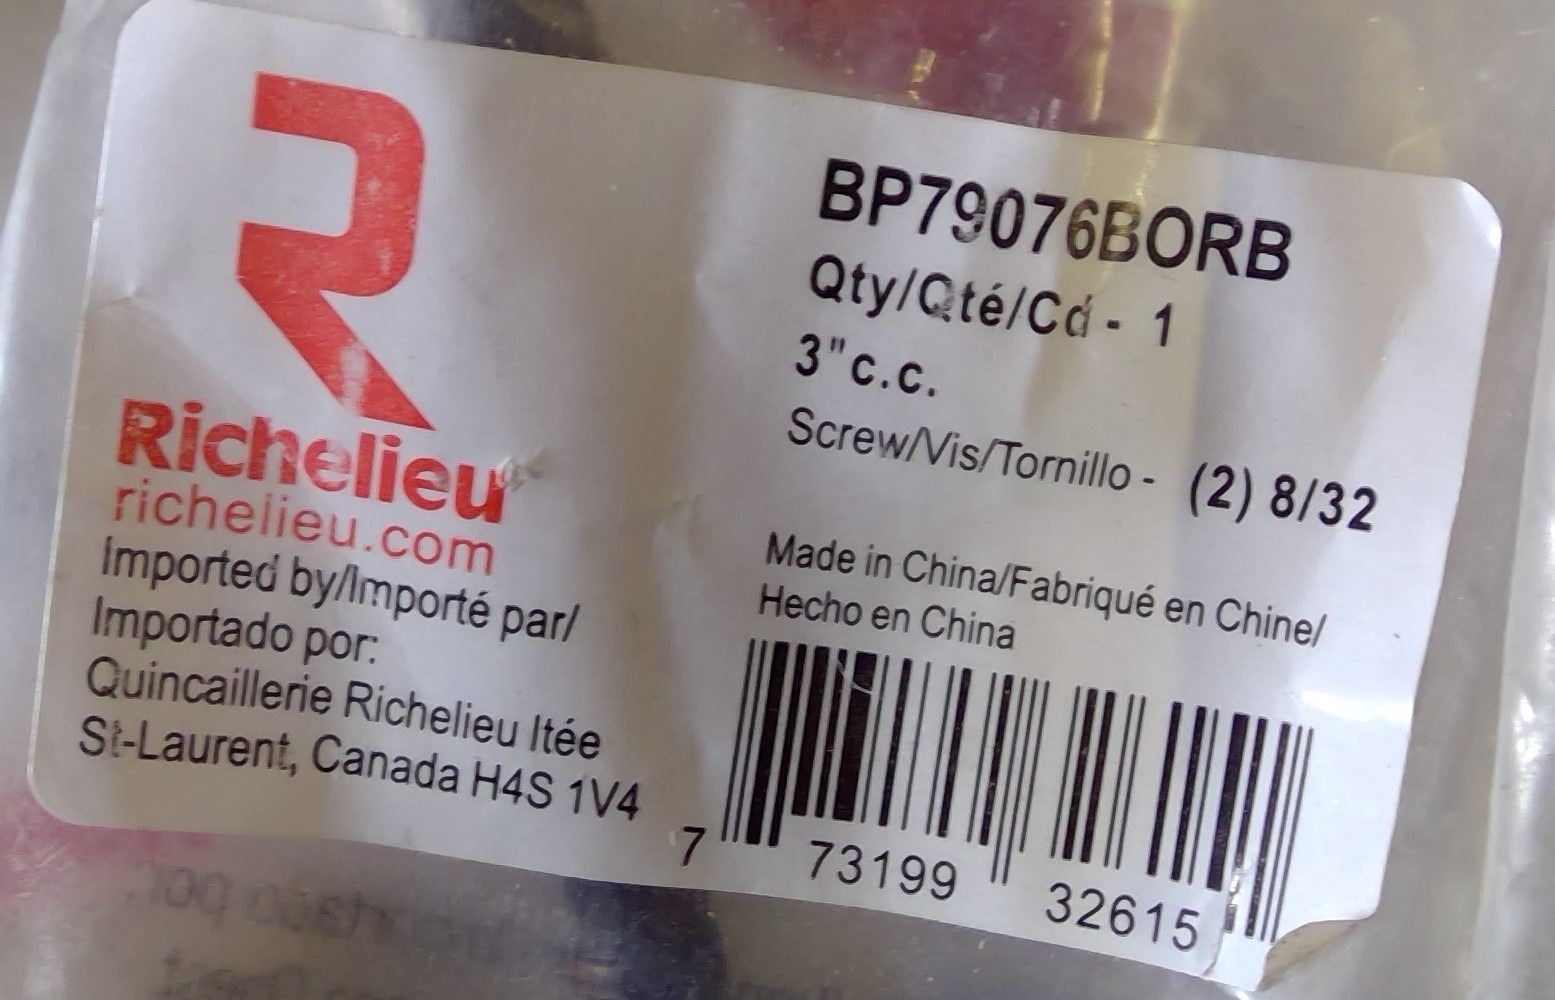 Richelieu
richelieu.com
Imported by/Importé par/
Importado por:
Quincaillerie Richelieu ltée
St-Laurent, Canada H4S 1V4
BP79076BORB
Qty/Qté/Cd - 1
3"c.c.
Screw/Vis/Tornillo - (2) 8/32
Made in China/Fabriqué en Chine/
Hecho en China
7 73199 32615